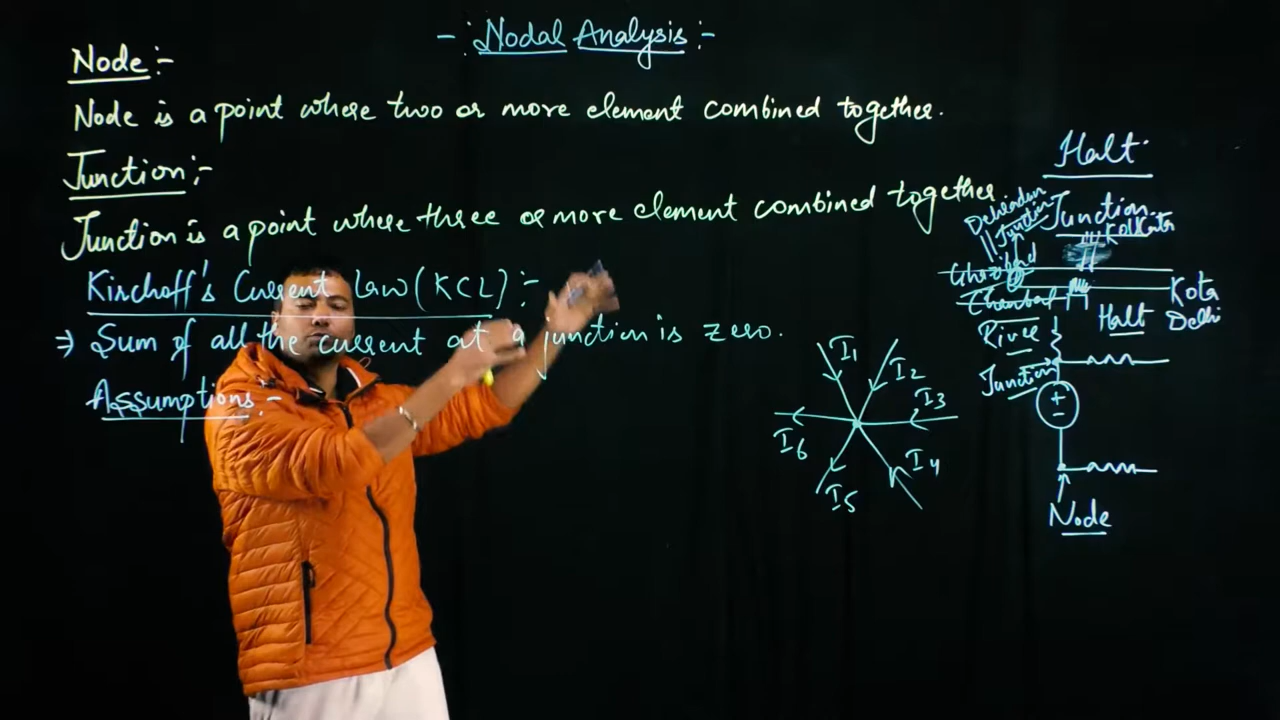 -: Nodal Analysis :-
Node :-
Node is a point where two or more element combined together.
Junction :-
Junction is a point where three or more element combined together
Kirchoff's Current law (KCL) :-
⇒ Sum of all the current at a junction is zero.
Assumptions :-
I1
I2
I3
I4
I5
I6
Halt
Junction
Junction
Kolkata
Kota
Halt
Delhi
River
Junction
+
-
Node